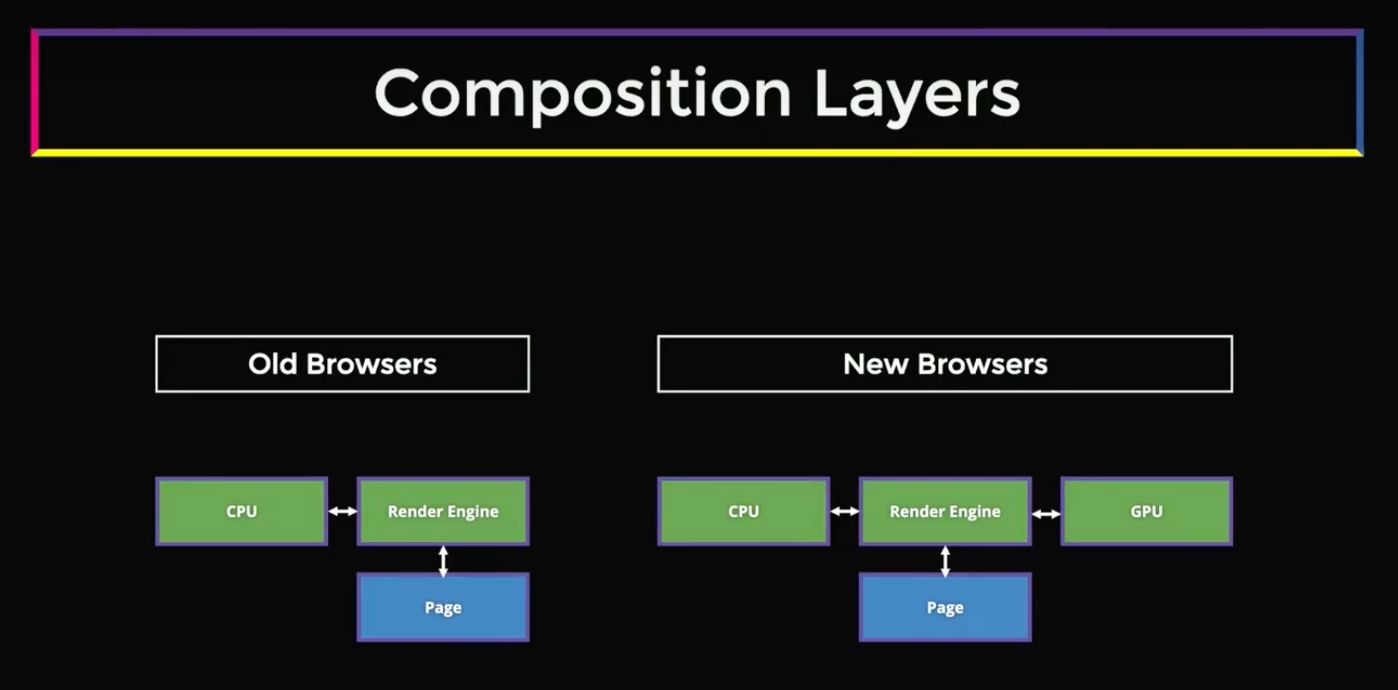 Composition Layers
Old Browsers
New Browsers
CPU
Render Engine
CPU
Render Engine
GPU
Page
Page